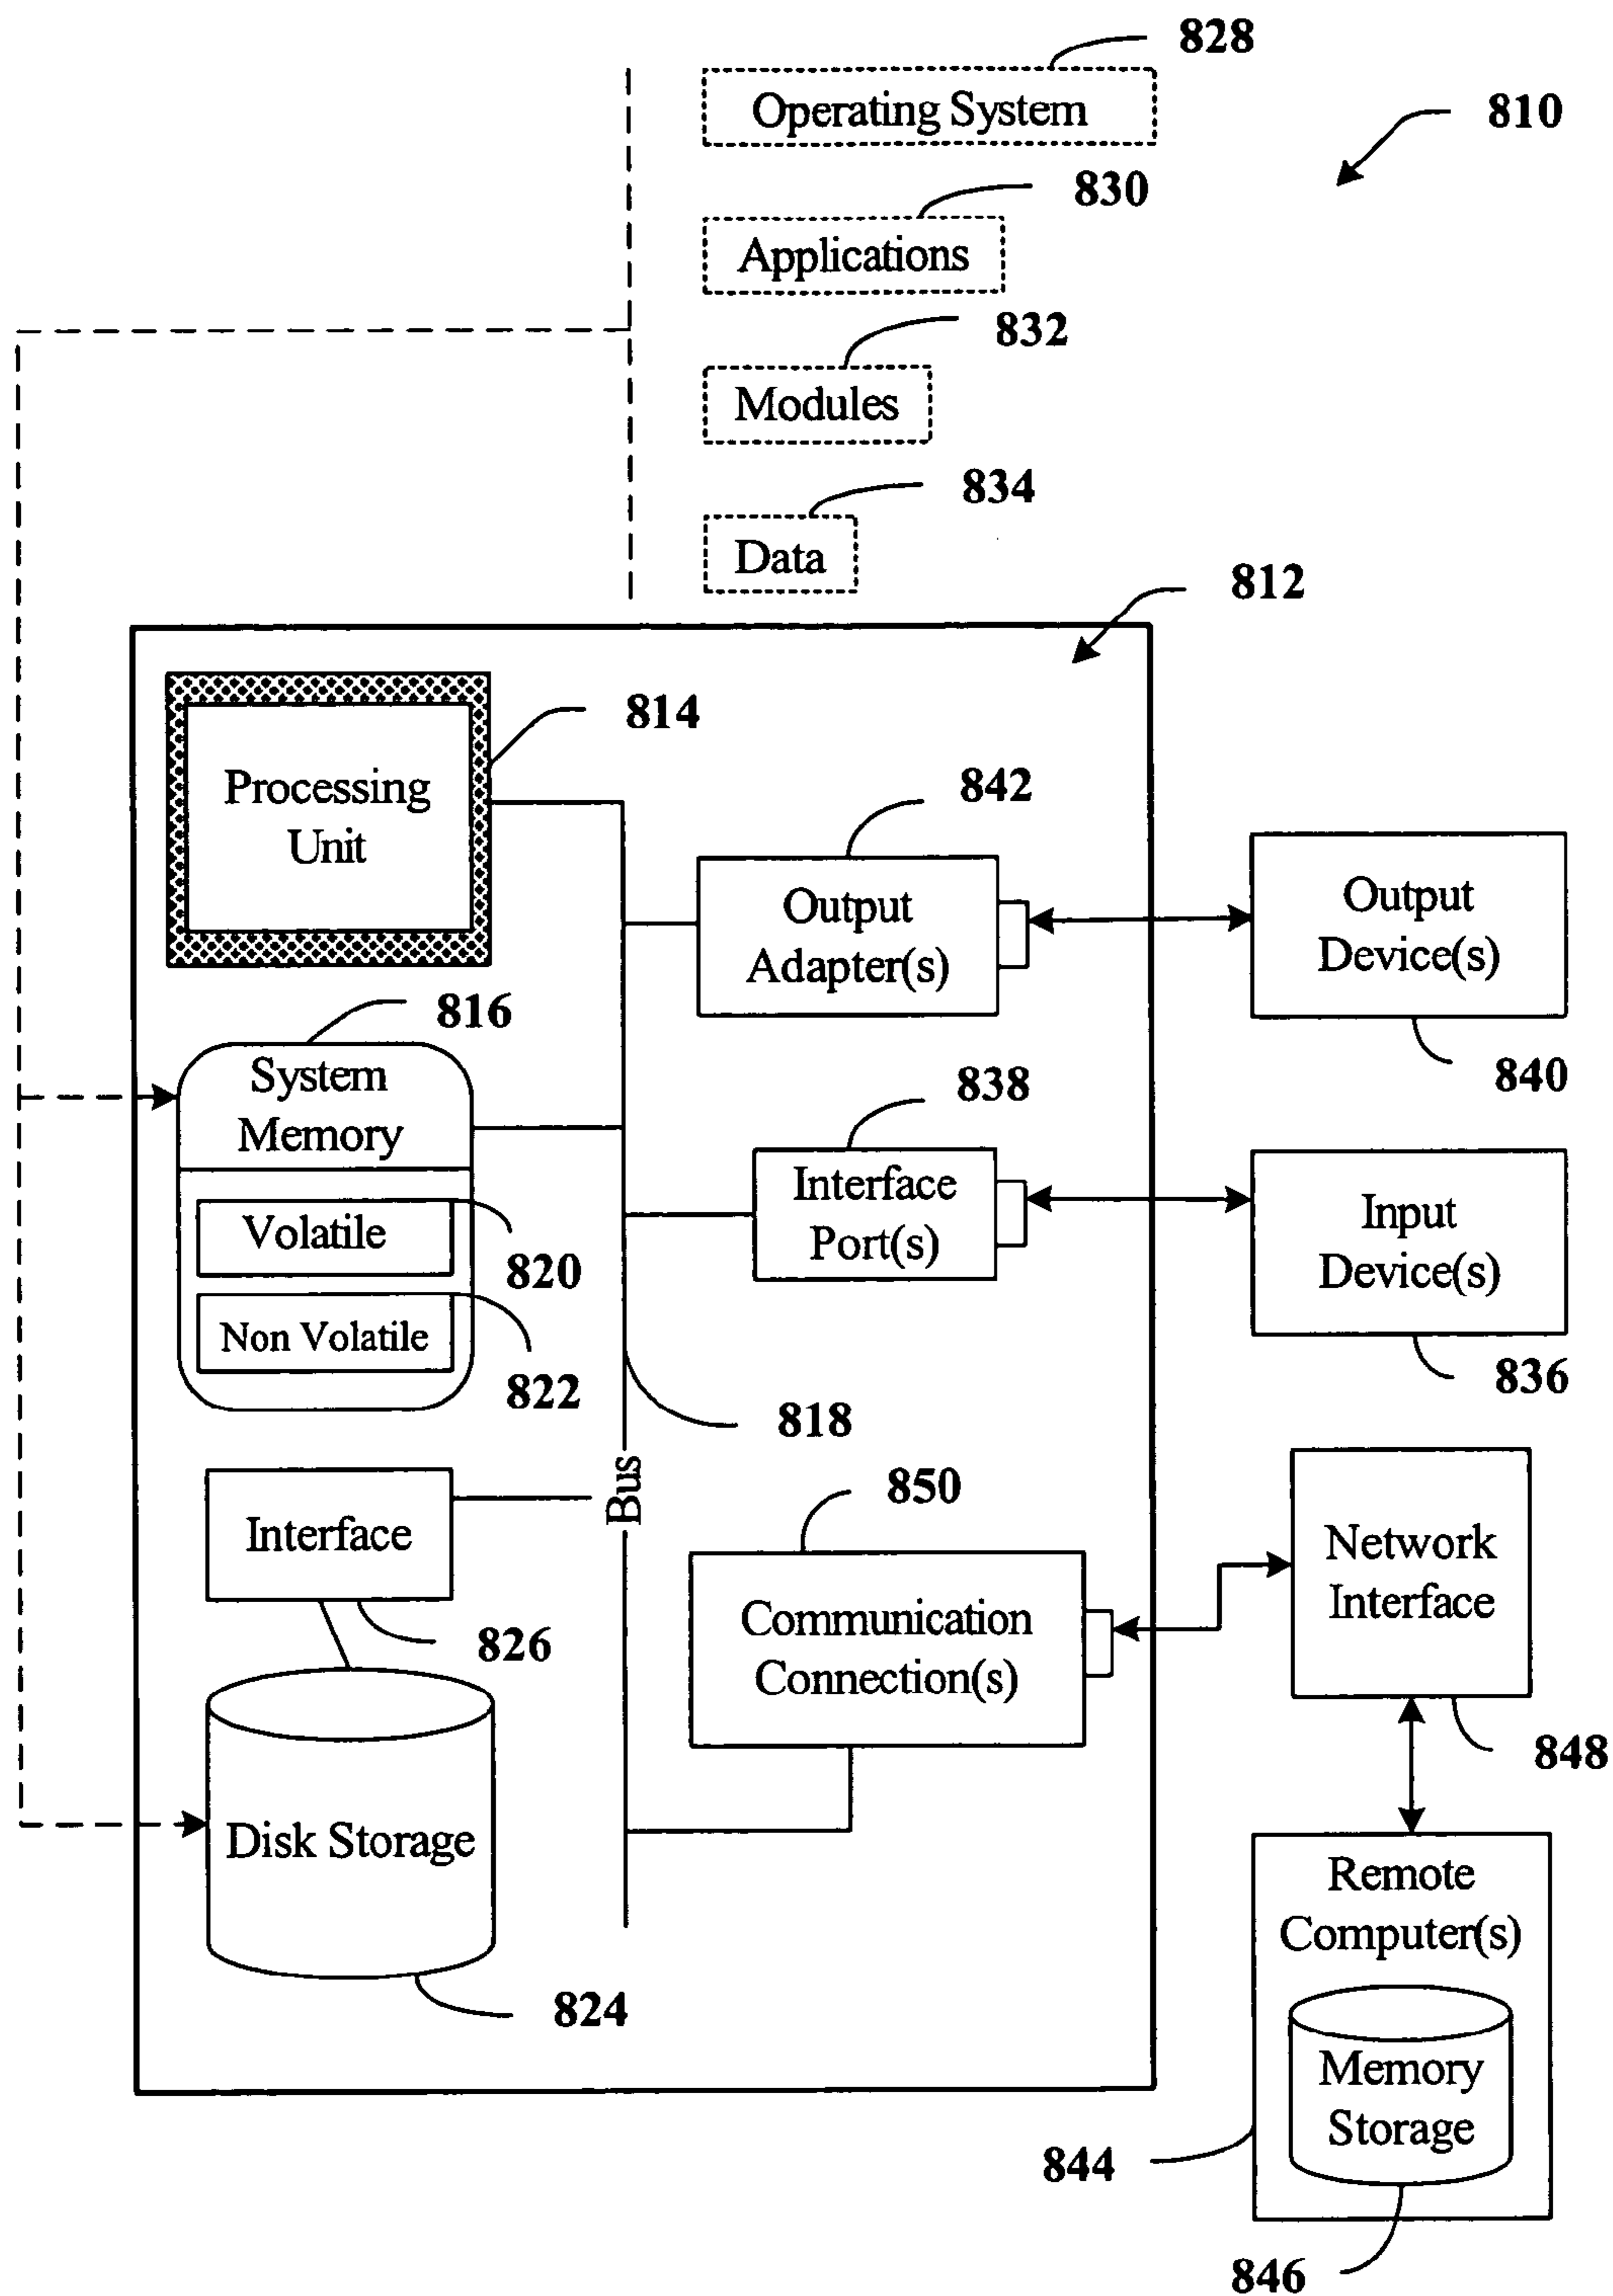 828
Operating System
810
830
Applications
832
Modules
834
Data
812
814
Processing
Unit
842
Output
Adapter(s)
Output
Device(s)
840
816
System
Memory
838
Interface
Port(s)
Input
Device(s)
836
Volatile
820
Non Volatile
822
818
Bus
850
Interface
826
Communication
Connection(s)
Network
Interface
848
Disk Storage
824
Remote
Computer(s)
Memory
Storage
844
846